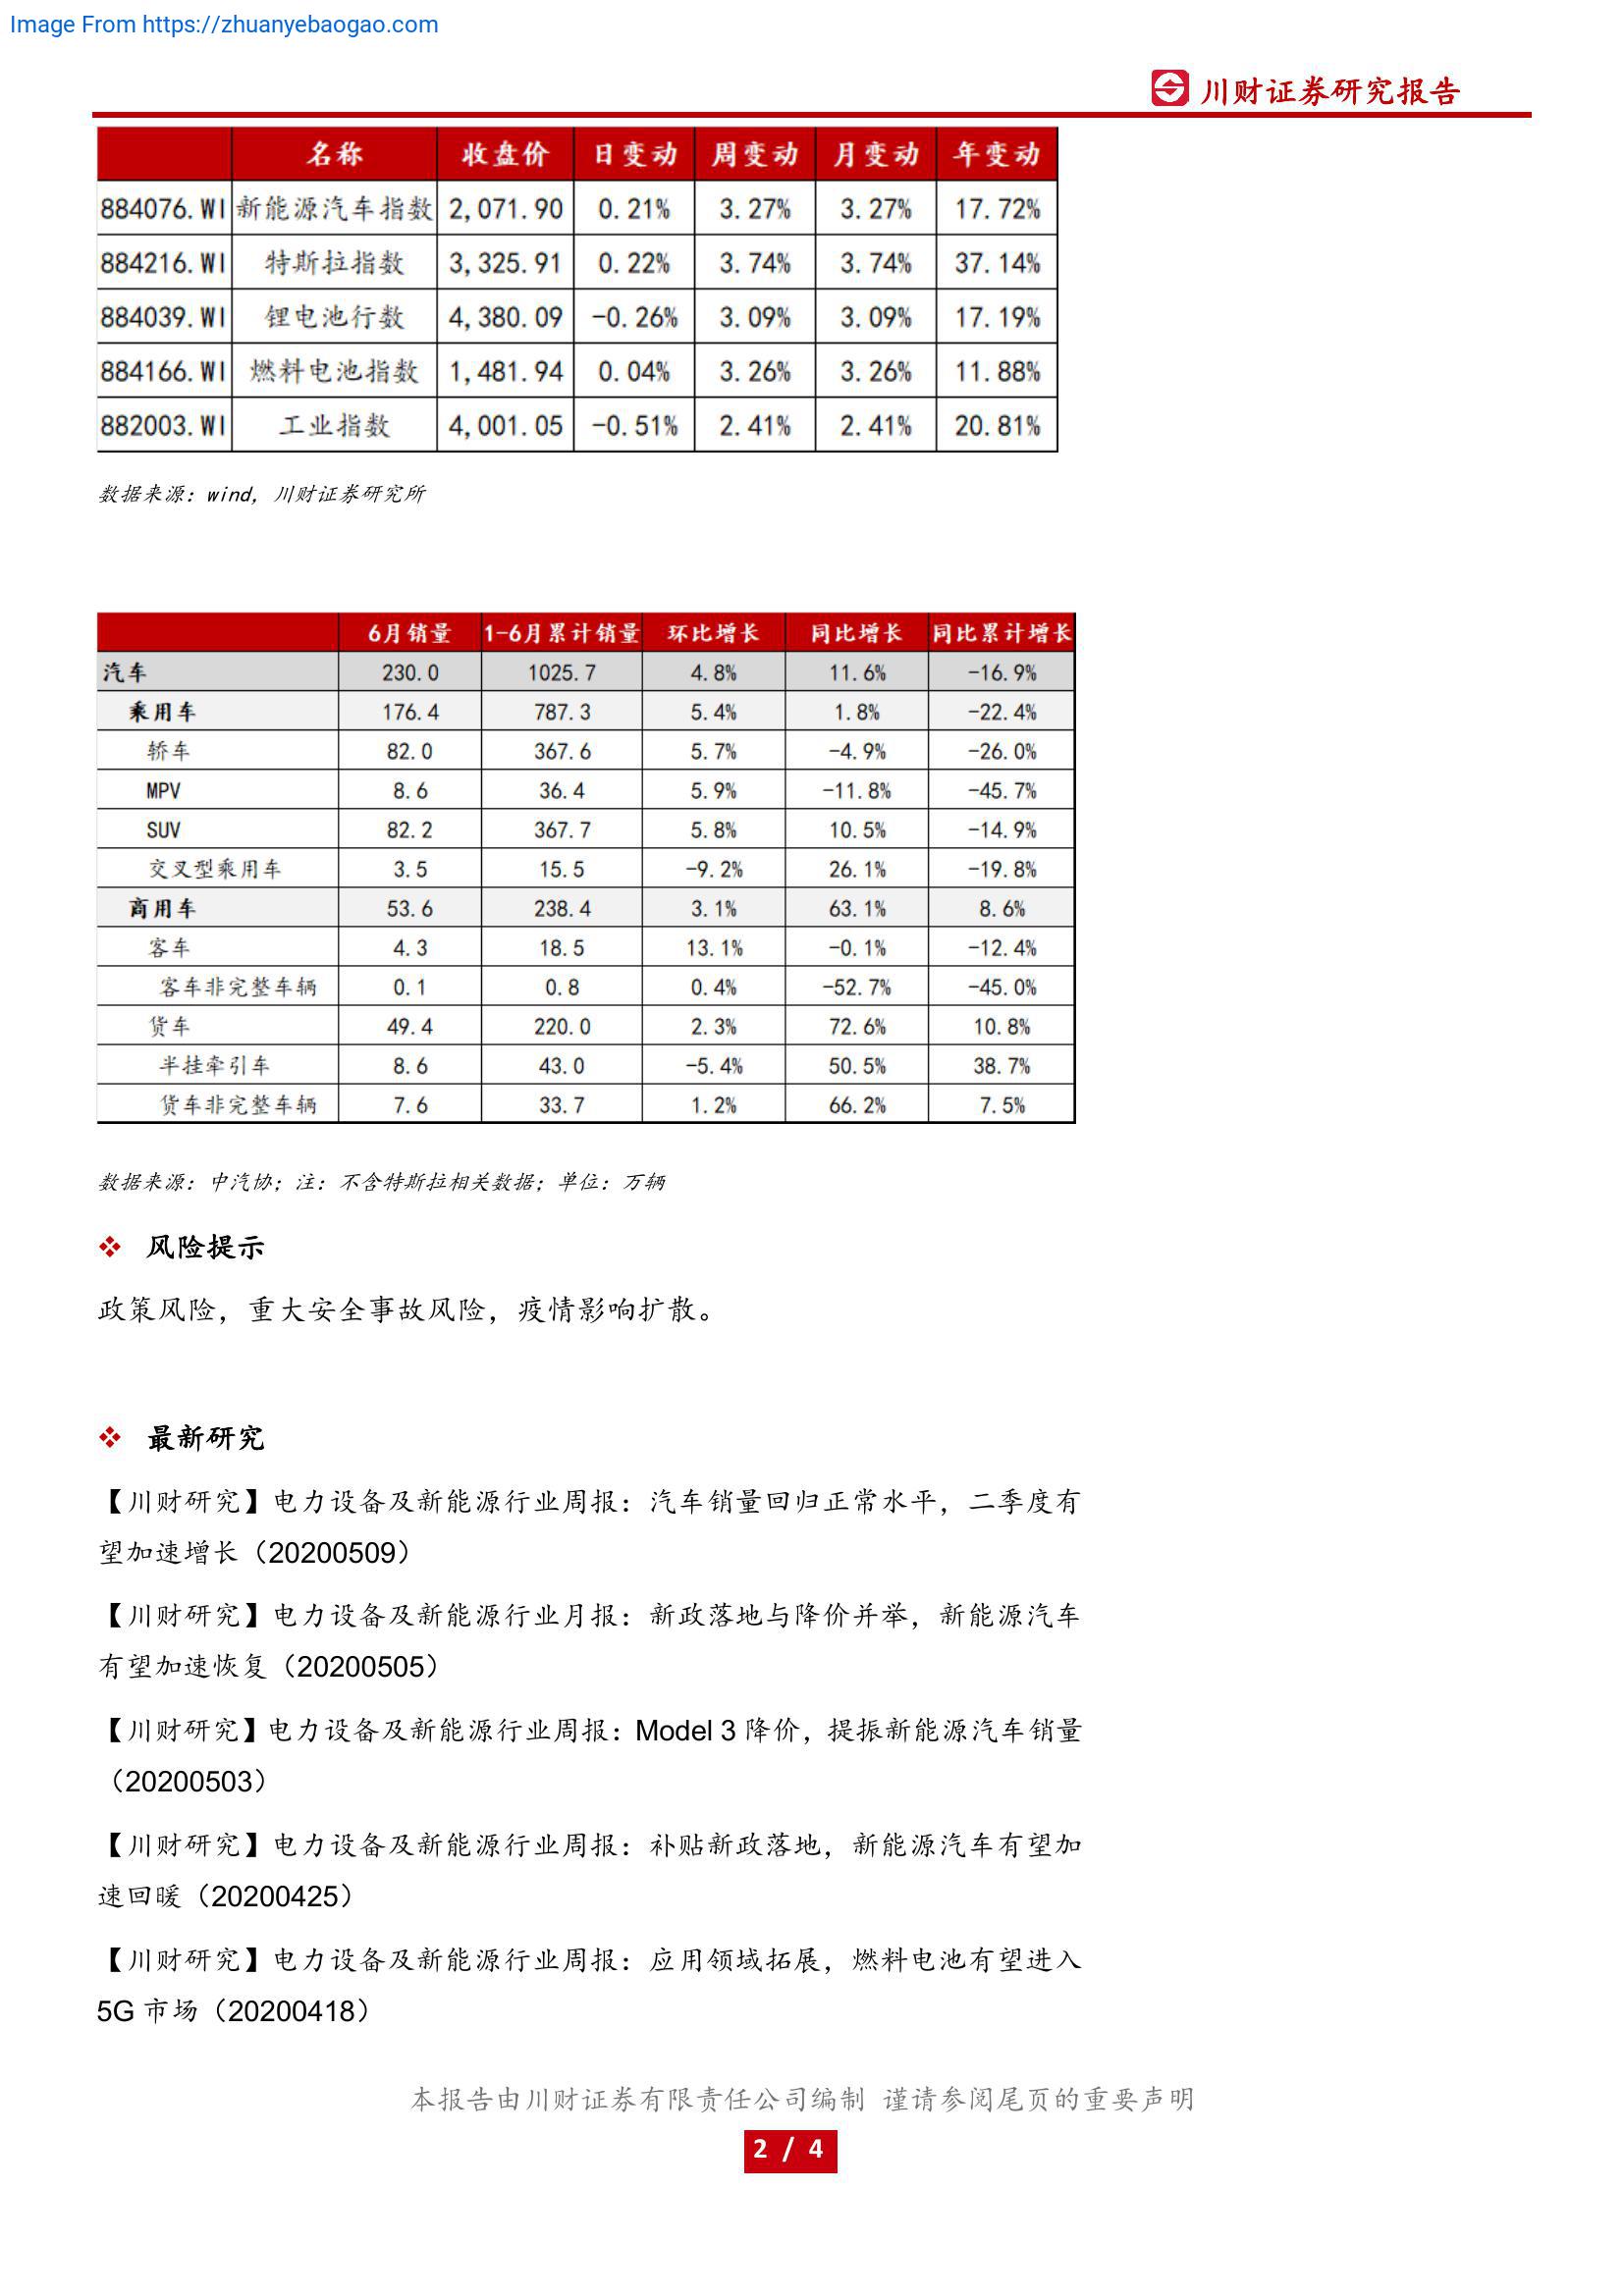 Image From https://zhuanyebaogao.com
川财证券研究报告
名称 收盘价 日变动 周变动 月变动 年变动
884076.WI 新能源汽车指数 2,071.90 0.21% 3.27% 3.27% 17.72%
884216.WI 特斯拉指数 3,325.91 0.22% 3.74% 3.74% 37.14%
884039.WI 锂电池行数 4,380.09 -0.26% 3.09% 3.09% 17.19%
884166.WI 燃料电池指数 1,481.94 0.04% 3.26% 3.26% 11.88%
882003.WI 工业指数 4,001.05 -0.51% 2.41% 2.41% 20.81%
数据来源：wind，川财证券研究所
6月销量 1-6月累计销量 环比增长 同比增长 同比累计增长
汽车 230.0 1025.7 4.8% 11.6% -16.9%
乘用车 176.4 787.3 5.4% 1.8% -22.4%
轿车 82.0 367.6 5.7% -4.9% -26.0%
MPV 8.6 36.4 5.9% -11.8% -45.7%
SUV 82.2 367.7 5.8% 10.5% -14.9%
交叉型乘用车 3.5 15.5 -9.2% 26.1% -19.8%
商用车 53.6 238.4 3.1% 63.1% 8.6%
客车 4.3 18.5 13.1% -0.1% -12.4%
客车非完整车辆 0.1 0.8 0.4% -52.7% -45.0%
货车 49.4 220.0 2.3% 72.6% 10.8%
半挂牵引车 8.6 43.0 -5.4% 50.5% 38.7%
货车非完整车辆 7.6 33.7 1.2% 66.2% 7.5%
数据来源：中汽协；注：不含特斯拉相关数据；单位：万辆
❖ 风险提示
政策风险，重大安全事故风险，疫情影响扩散。
❖ 最新研究
【川财研究】电力设备及新能源行业周报：汽车销量回归正常水平，二季度有
望加速增长（20200509）
【川财研究】电力设备及新能源行业月报：新政落地与降价并举，新能源汽车
有望加速恢复（20200505）
【川财研究】电力设备及新能源行业周报：Model 3 降价，提振新能源汽车销量
（20200503）
【川财研究】电力设备及新能源行业周报：补贴新政落地，新能源汽车有望加
速回暖（20200425）
【川财研究】电力设备及新能源行业周报：应用领域拓展，燃料电池有望进入
5G 市场（20200418）
本报告由川财证券有限责任公司编制 谨请参阅尾页的重要声明
2 / 4